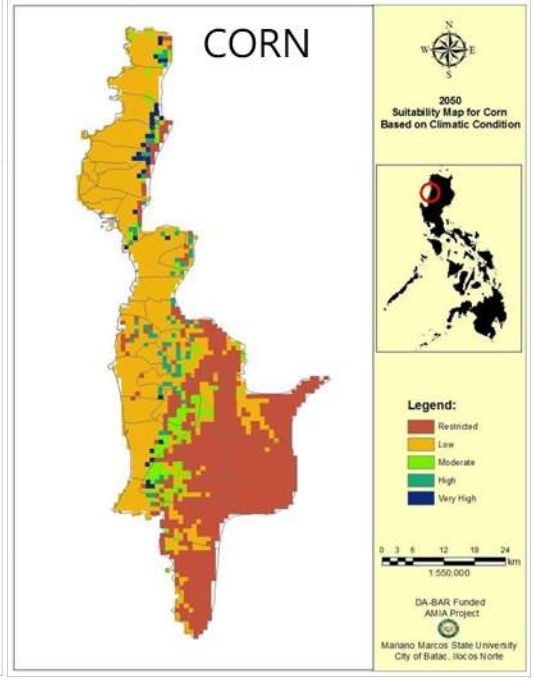 CORN
N
W E
S
2050
Suitability Map for Corn
Based on Climatic Condition
Legend:
Restricted
Low
Moderate
High
Very High
0 3 6 12 18 24
km
1:550,000
DA-BAR Funded
AMIA Project
Mariano Marcos State University
City of Batac, Ilocos Norte